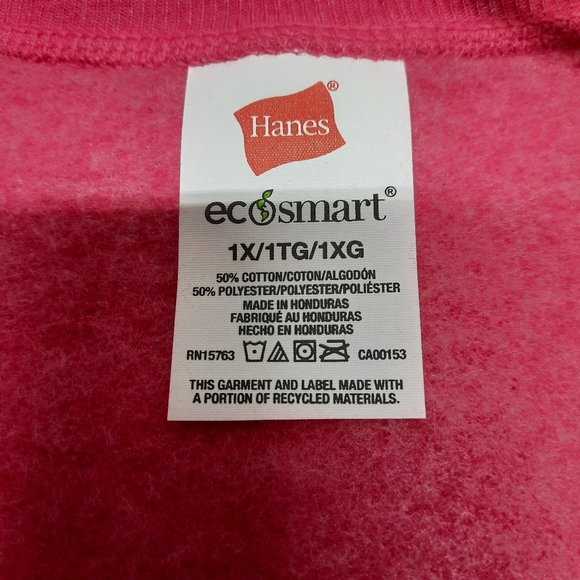 Hanes®
ecosmart®
1X/1TG/1XG
50% COTTON/COTON/ALGODÓN
50% POLYESTER/POLYESTER/POLIÉSTER
MADE IN HONDURAS
FABRIQUÉ AU HONDURAS
HECHO EN HONDURAS
RN15763 CA00153
THIS GARMENT AND LABEL MADE WITH
A PORTION OF RECYCLED MATERIALS.